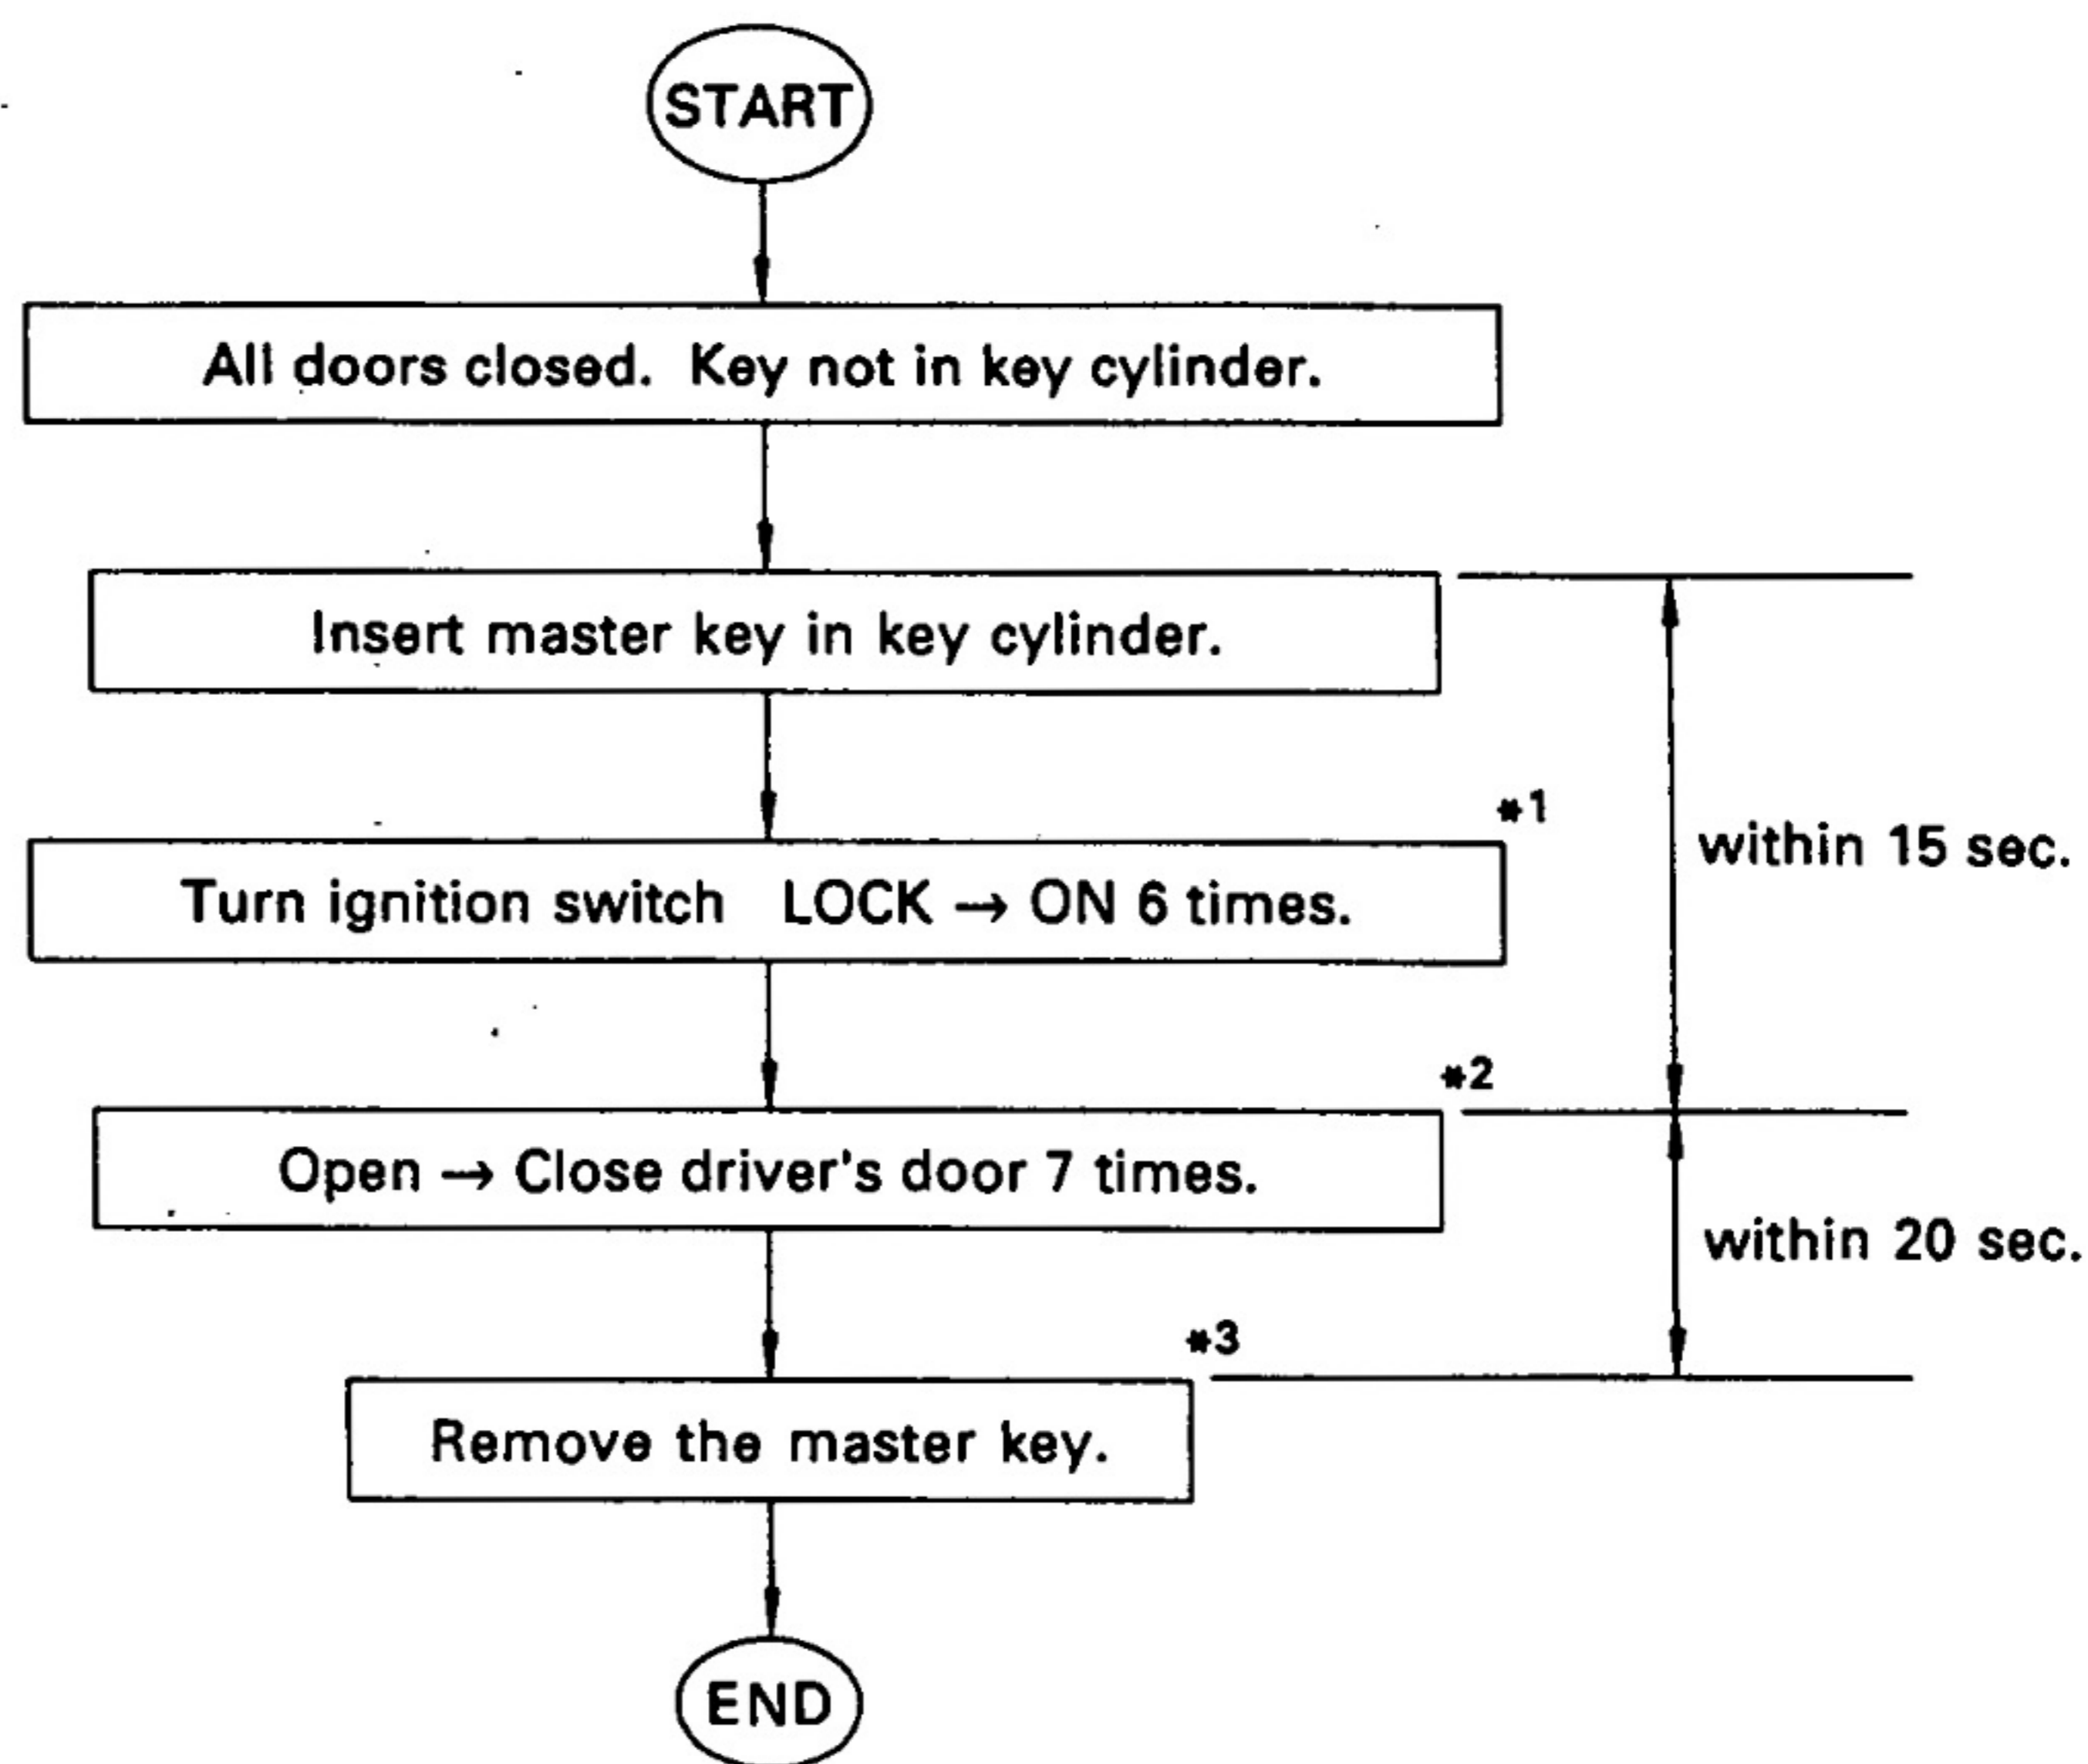 START
All doors closed. Key not in key cylinder.
Insert master key in key cylinder.
*1
within 15 sec.
Turn ignition switch LOCK → ON 6 times.
*2
Open → Close driver's door 7 times.
within 20 sec.
*3
Remove the master key.
END